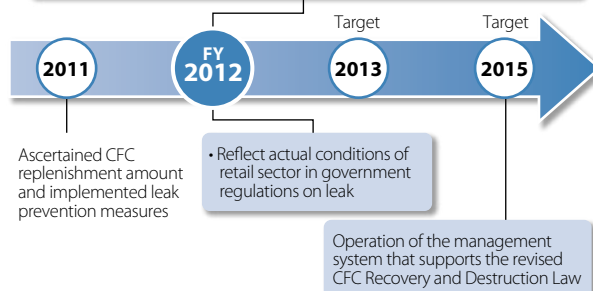 Target
Target
2011
FY
2012
2013
2015
Ascertained CFC
replenishment amount
and implemented leak
prevention measures
• Reflect actual conditions of
retail sector in government
regulations on leak
Operation of the management
system that supports the revised
CFC Recovery and Destruction Law